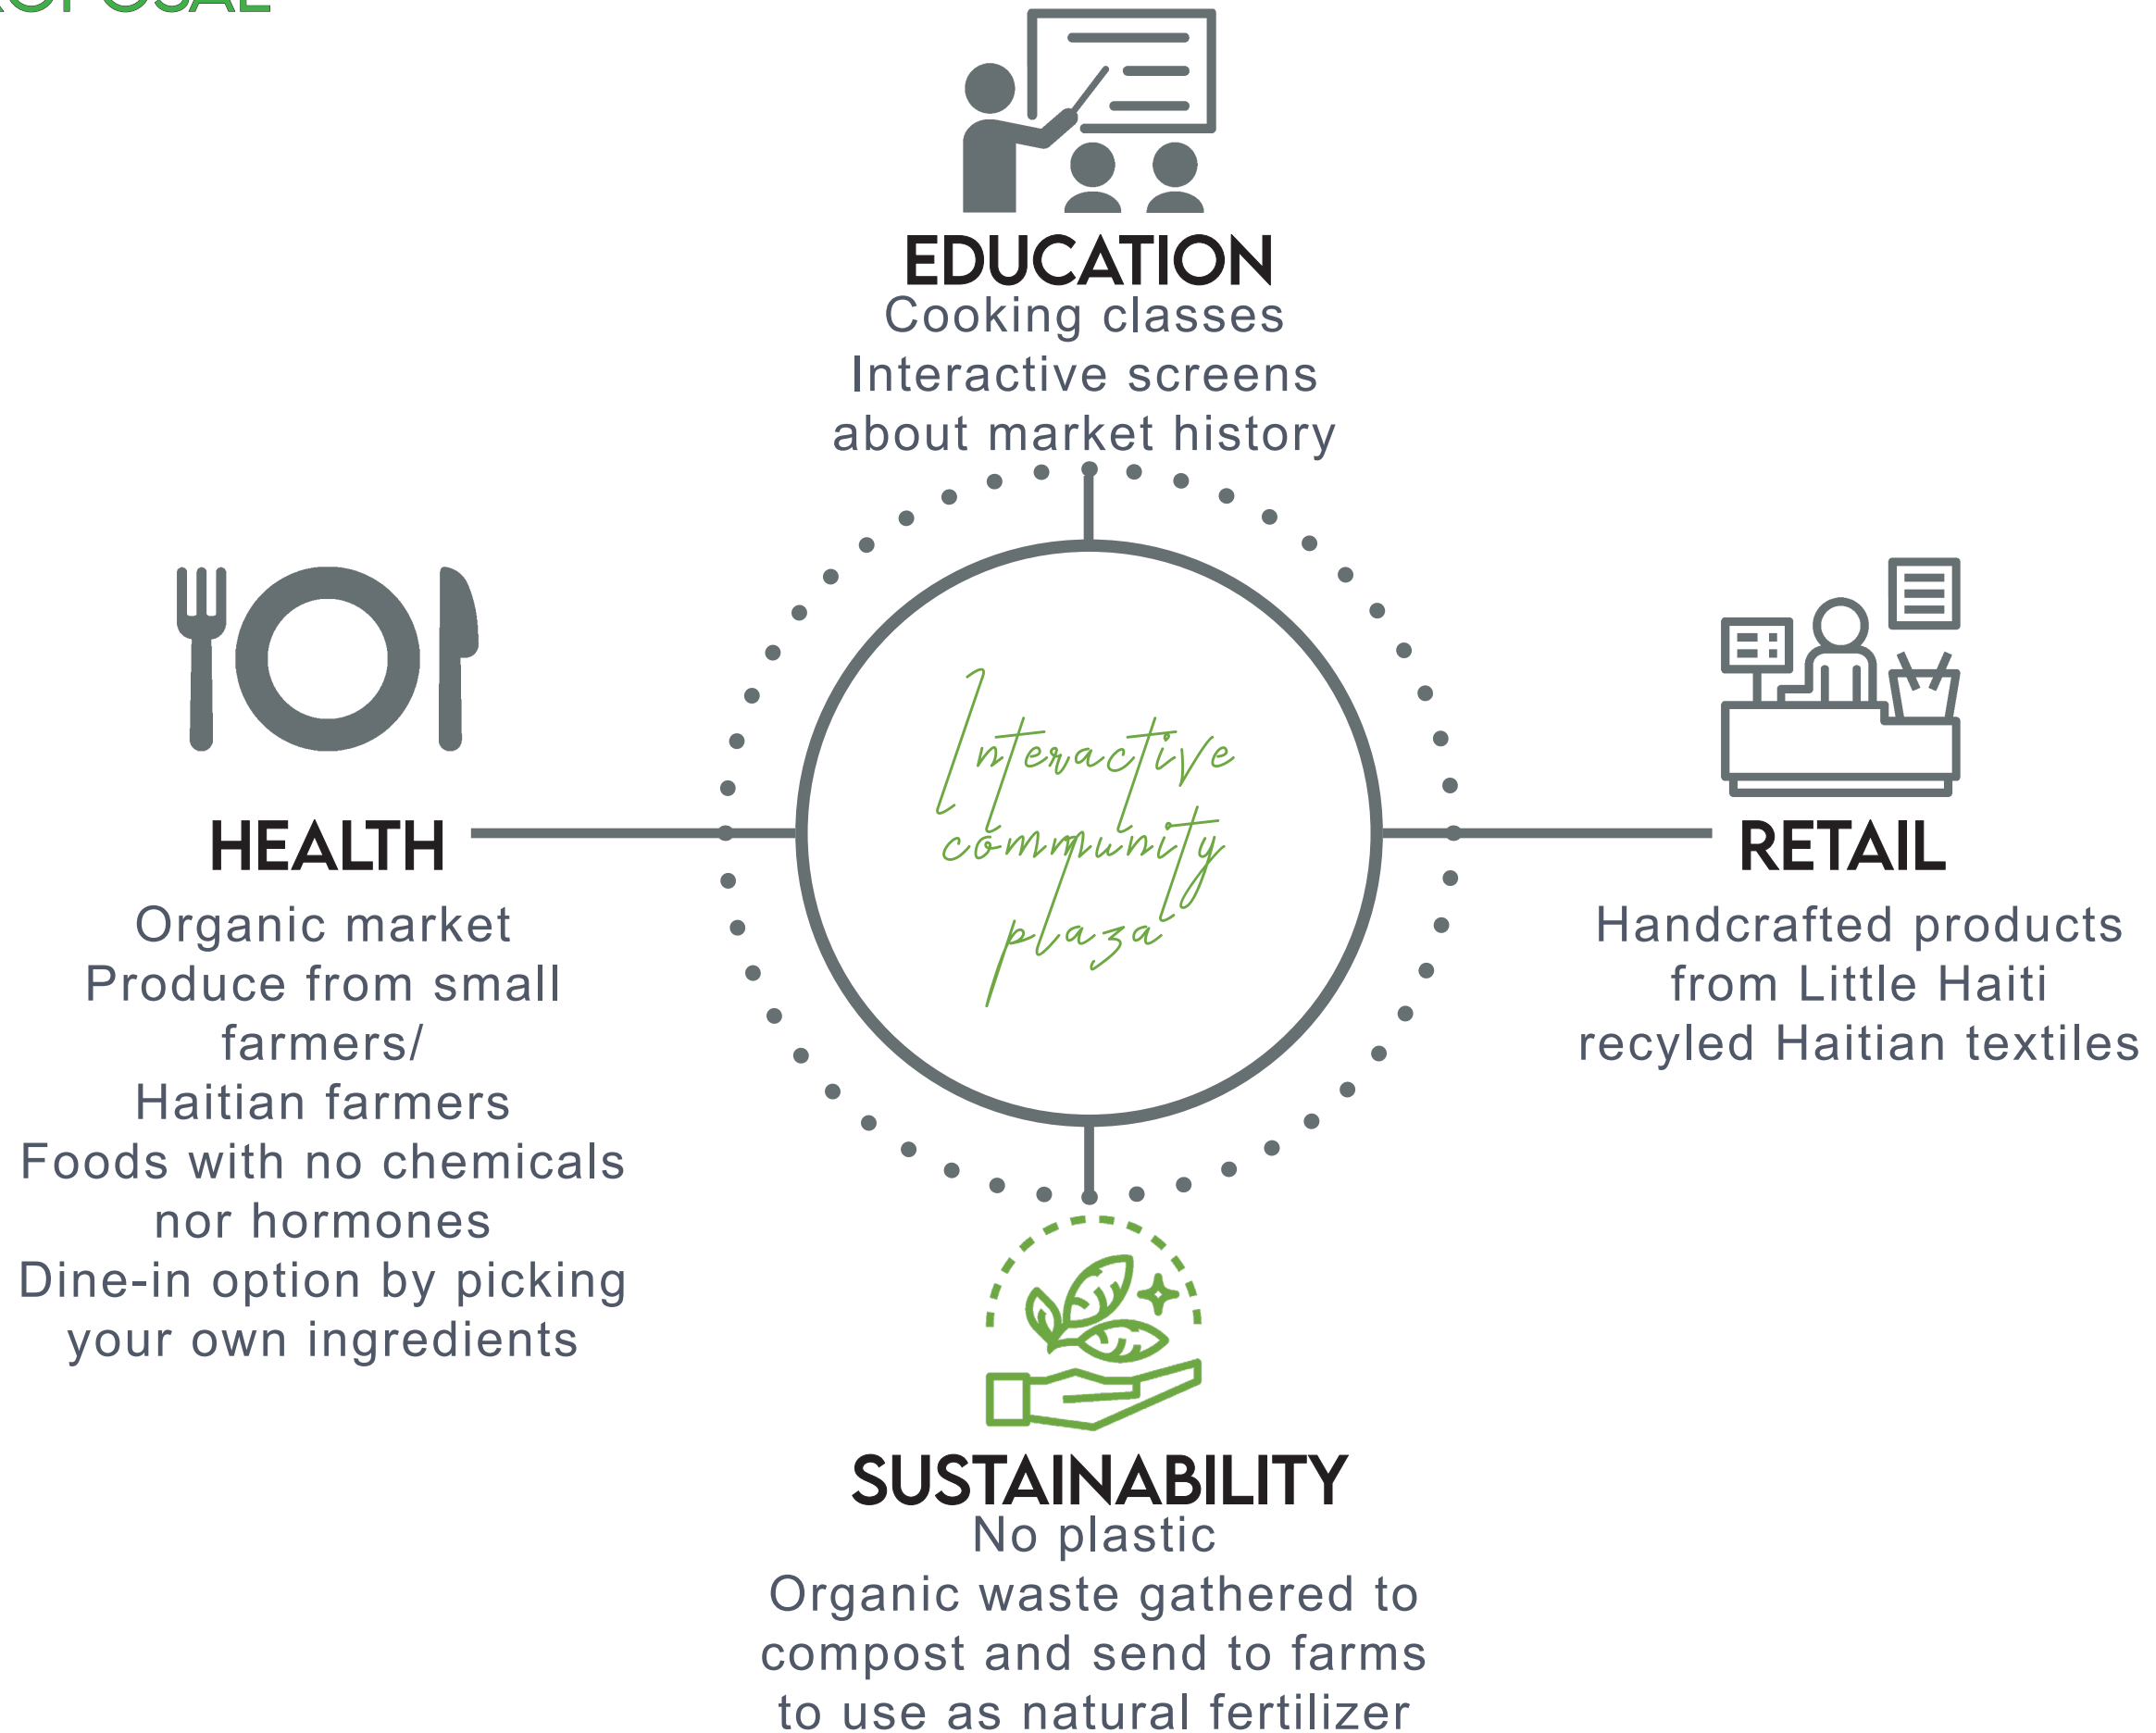 EDUCATION
Cooking classes
Interactive screens
about market history
Interactive
community
plaza
HEALTH
Organic market
Produce from small
farmers/
Haitian farmers
Foods with no chemicals
nor hormones
Dine-in option by picking
your own ingredients
RETAIL
Handcrafted products
from Little Haiti
recyled Haitian textiles
SUSTAINABILITY
No plastic
Organic waste gathered to
compost and send to farms
to use as natural fertilizer